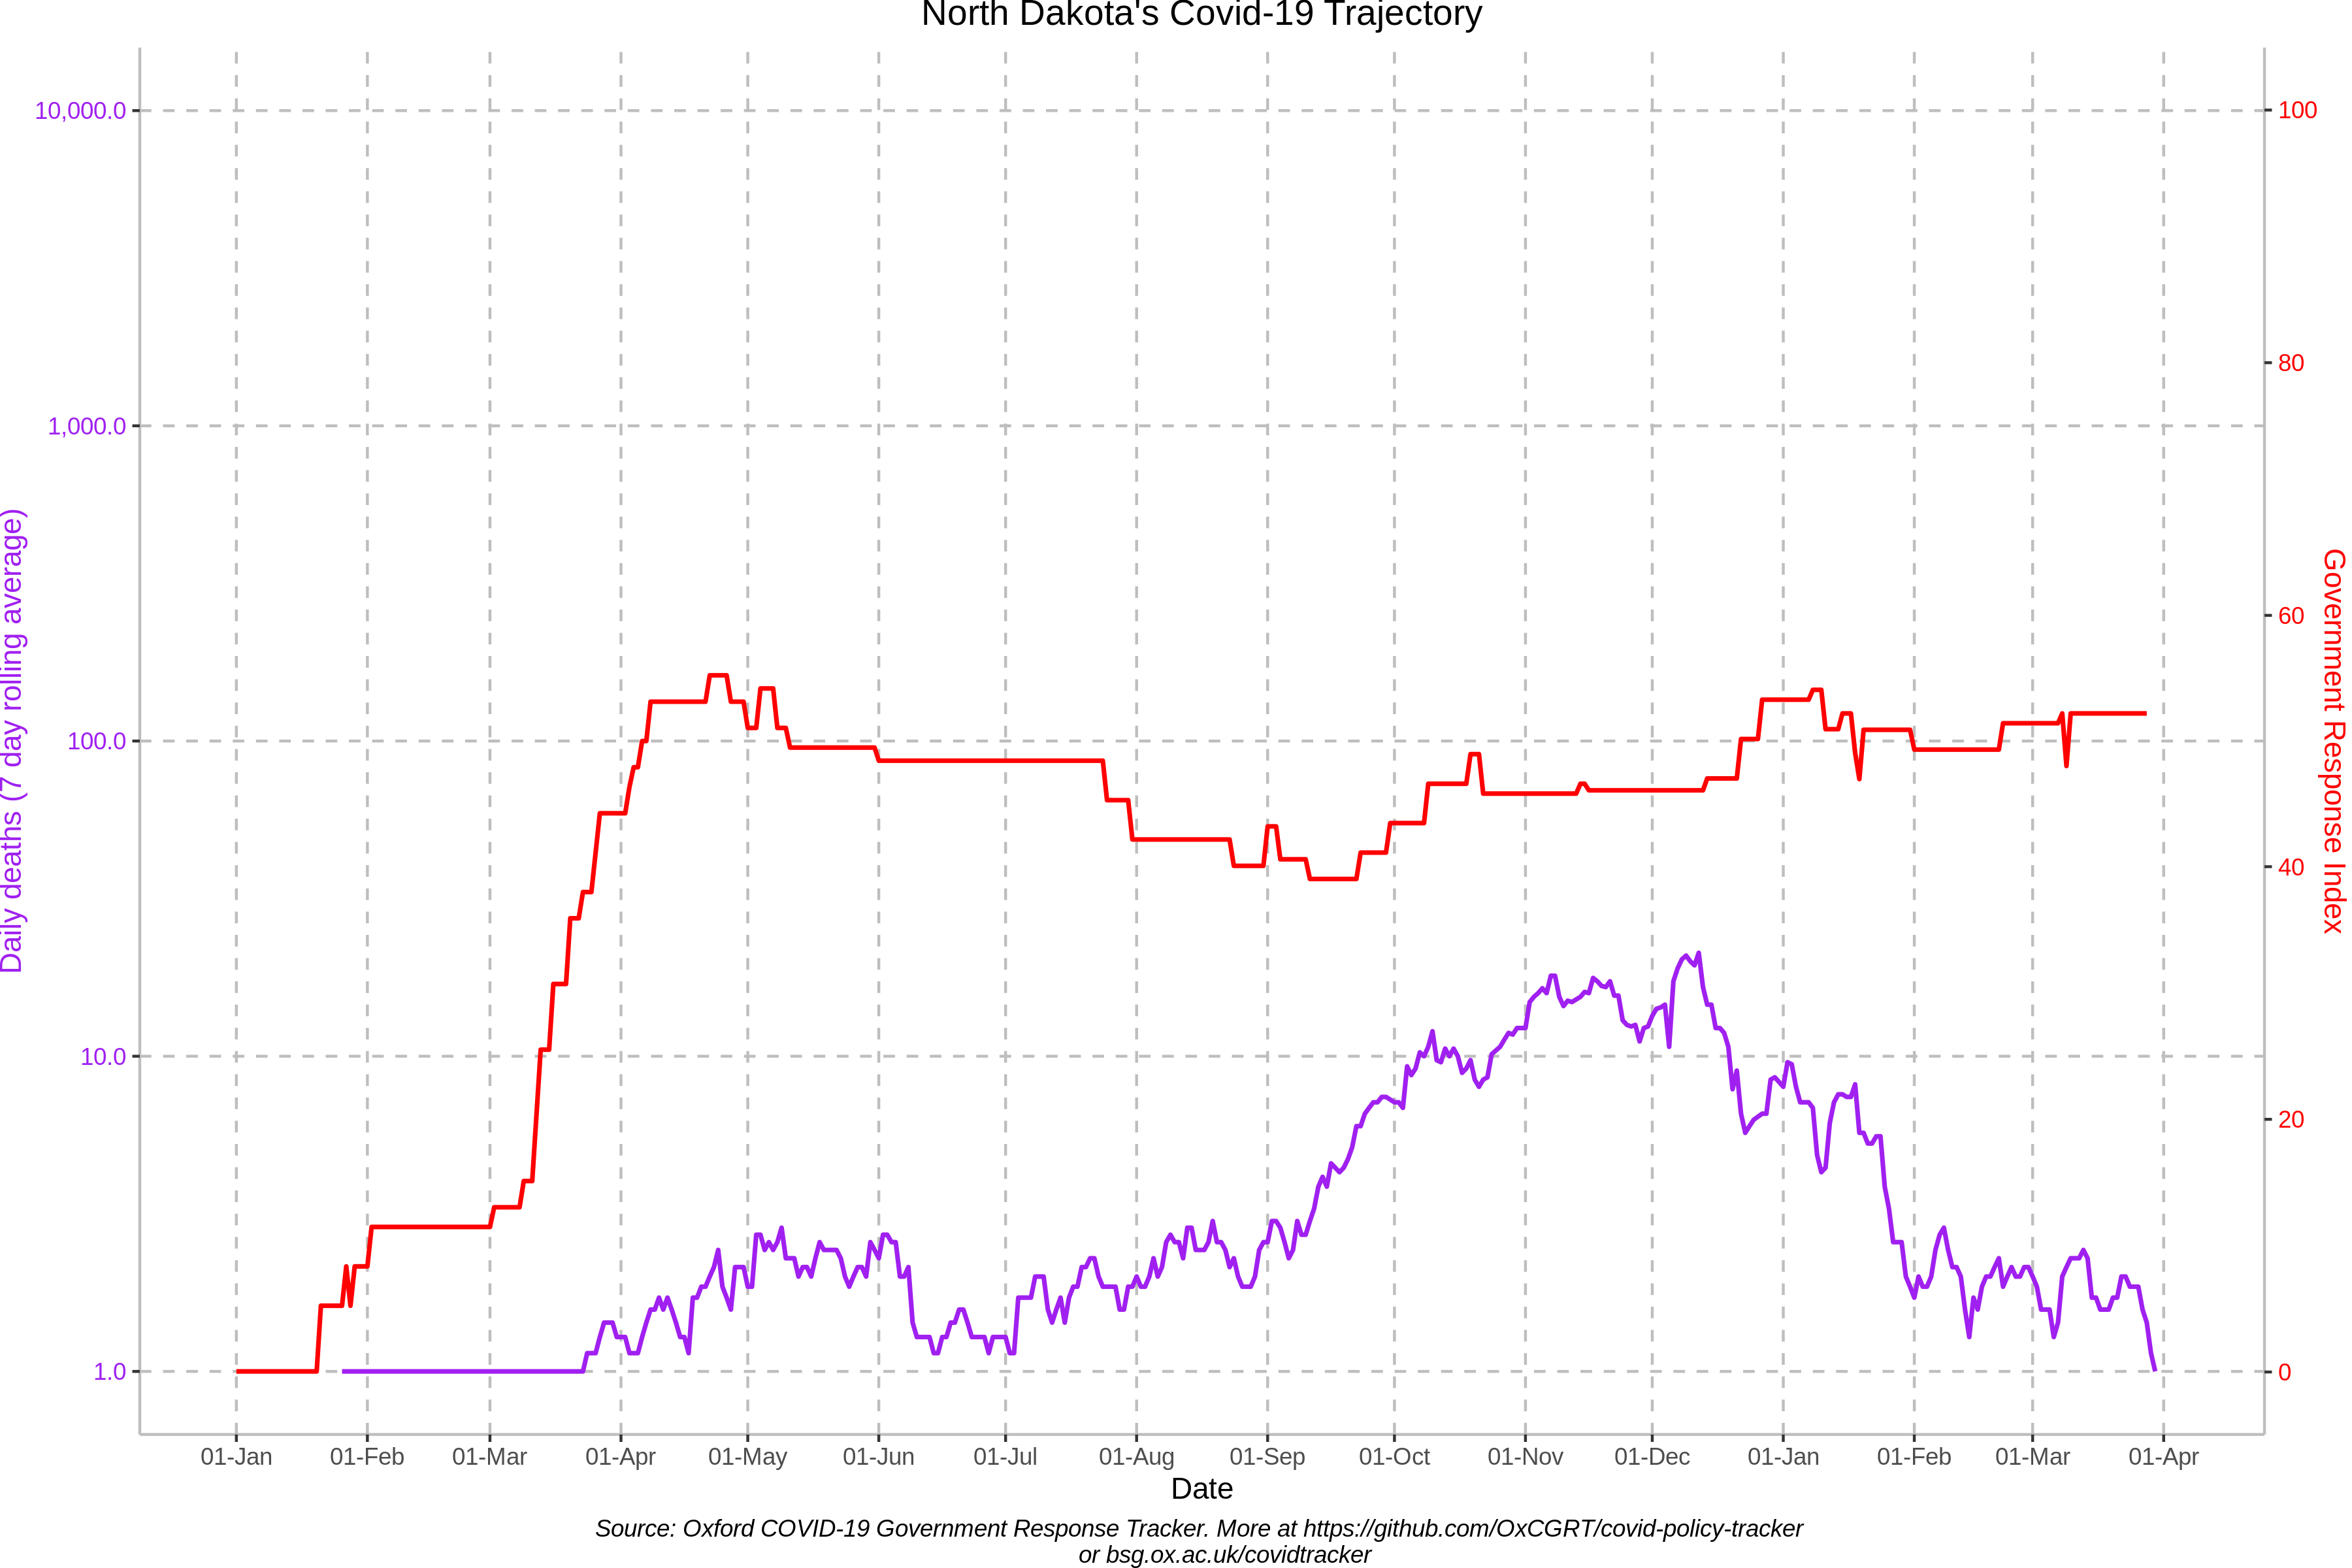 North Dakota's Covid-19 Trajectory
10,000.0
1,000.0
100.0
10.0
1.0
Daily deaths (7 day rolling average)
100
80
60
40
20
0
Government Response Index
01-Jan 01-Feb 01-Mar 01-Apr 01-May 01-Jun 01-Jul 01-Aug 01-Sep 01-Oct 01-Nov 01-Dec 01-Jan 01-Feb 01-Mar 01-Apr
Date
Source: Oxford COVID-19 Government Response Tracker. More at https://github.com/OxCGRT/covid-policy-tracker
or bsg.ox.ac.uk/covidtracker